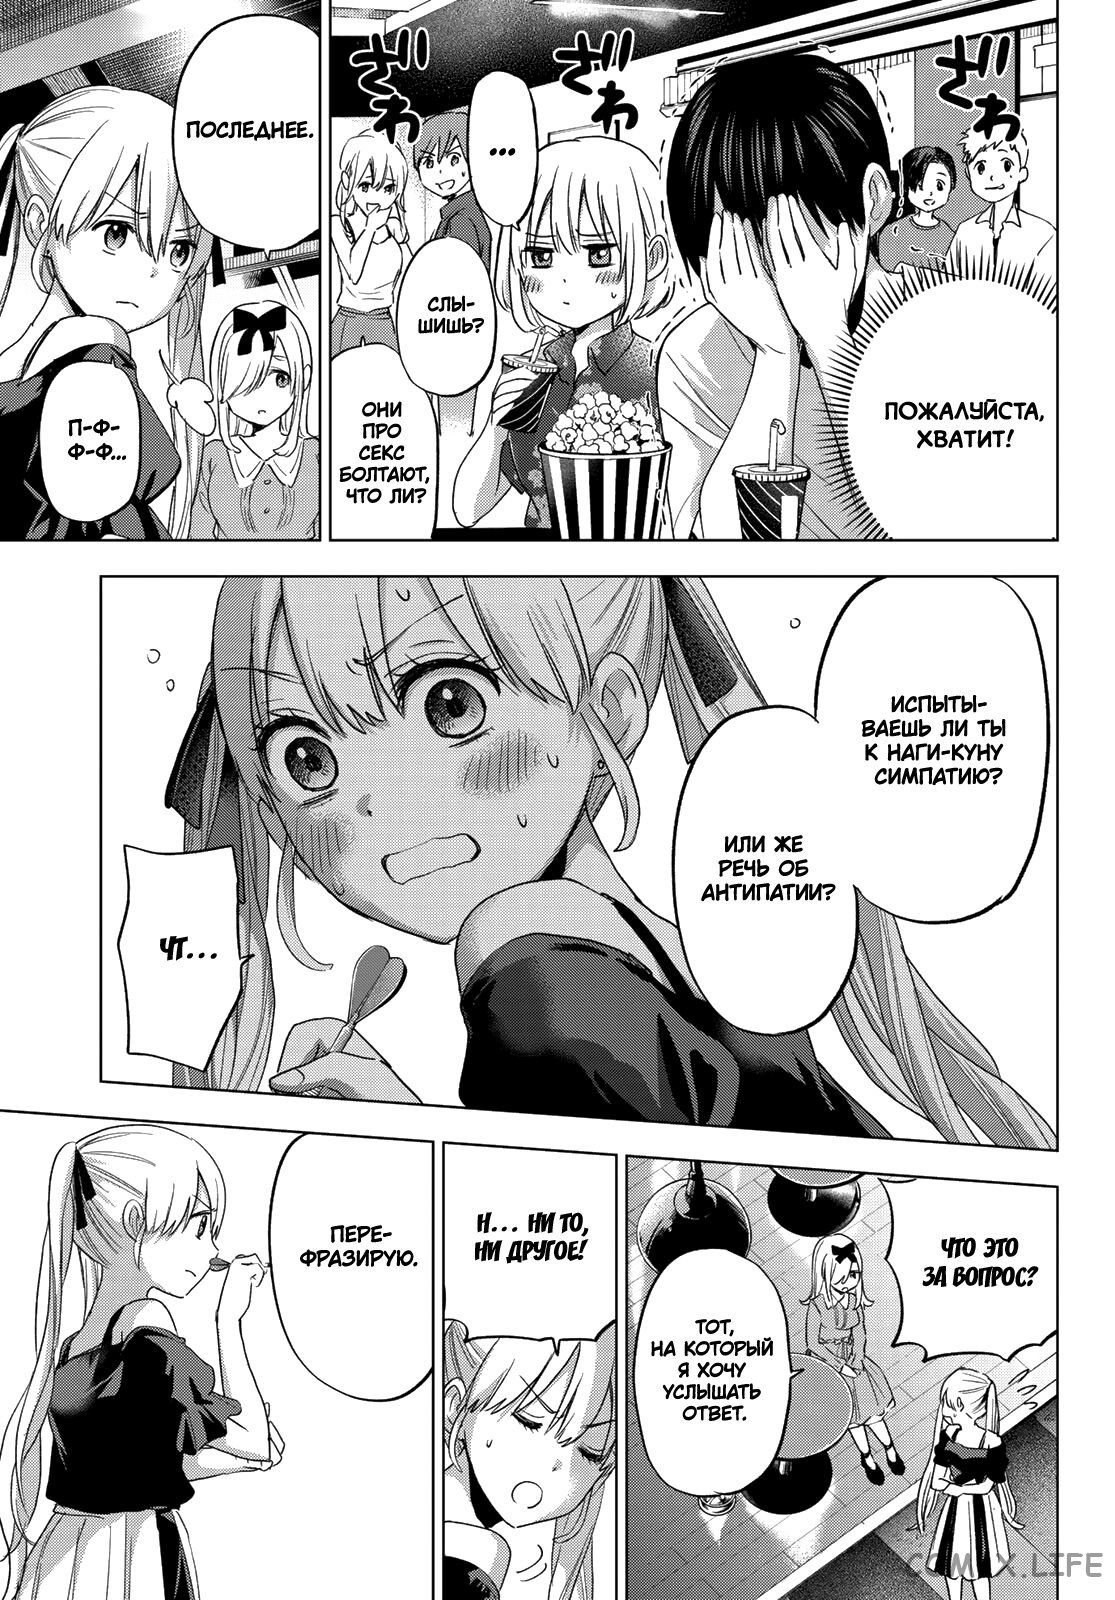 ざわ
ざわ
ざわ
ПОЖАЛУЙСТА,
ХВАТИТ!
...
СЛЫ-
ШИШЬ?
ОНИ
ПРО
СЕКС
БОЛТАЮТ,
ЧТО ЛИ?
ПОСЛЕДНЕЕ.
П-Ф-
Ф-Ф...
ИСПЫТЫ-
ВАЕШЬ ЛИ ТЫ
К НАГИ-КУНУ
СИМПАТИЮ?
ИЛИ ЖЕ
РЕЧЬ ОБ
АНТИПАТИИ?
ЧТ...
ЧТО ЭТО
ЗА ВОПРОС?
ТОТ,
НА КОТОРЫЙ
Я ХОЧУ
УСЛЫШАТЬ
ОТВЕТ.
Н... НИ ТО,
НИ ДРУГОЕ!
ПЕРЕ-
ФРАЗИРУЮ.
COMIX.LIFE